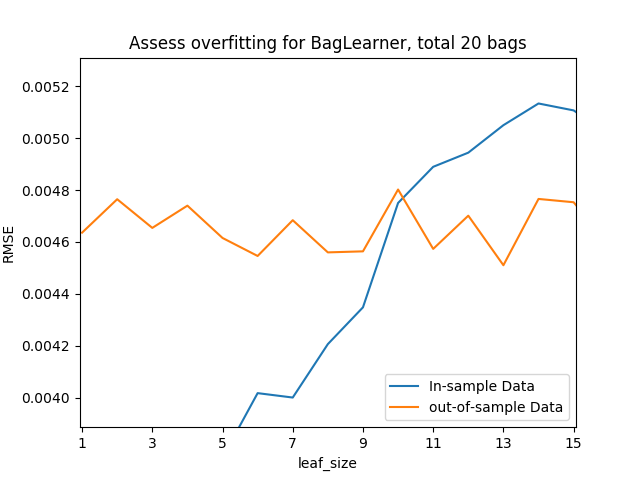 Assess overfitting for BagLearner, total 20 bags
RMSE
0.0052
0.0050
0.0048
0.0046
0.0044
0.0042
0.0040
In-sample Data
out-of-sample Data
1 3 5 7 9 11 13 15
leaf_size